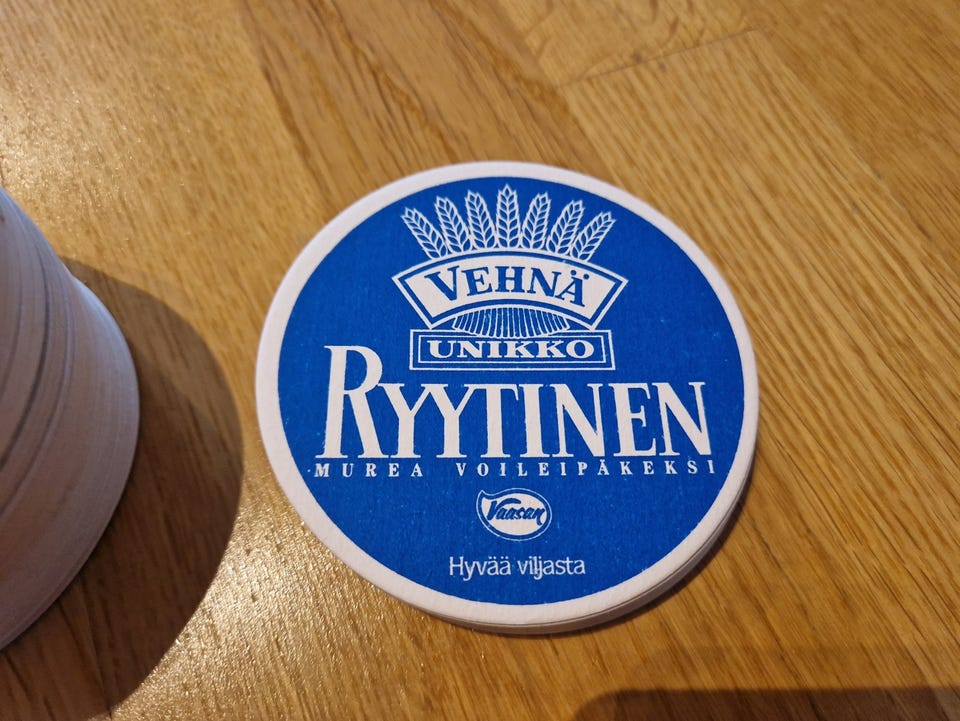 VEHNÄ
UNIKKO
RYYTINEN
MUREA VOILEIPÄKEKSI
Vaasan
Hyvää viljasta